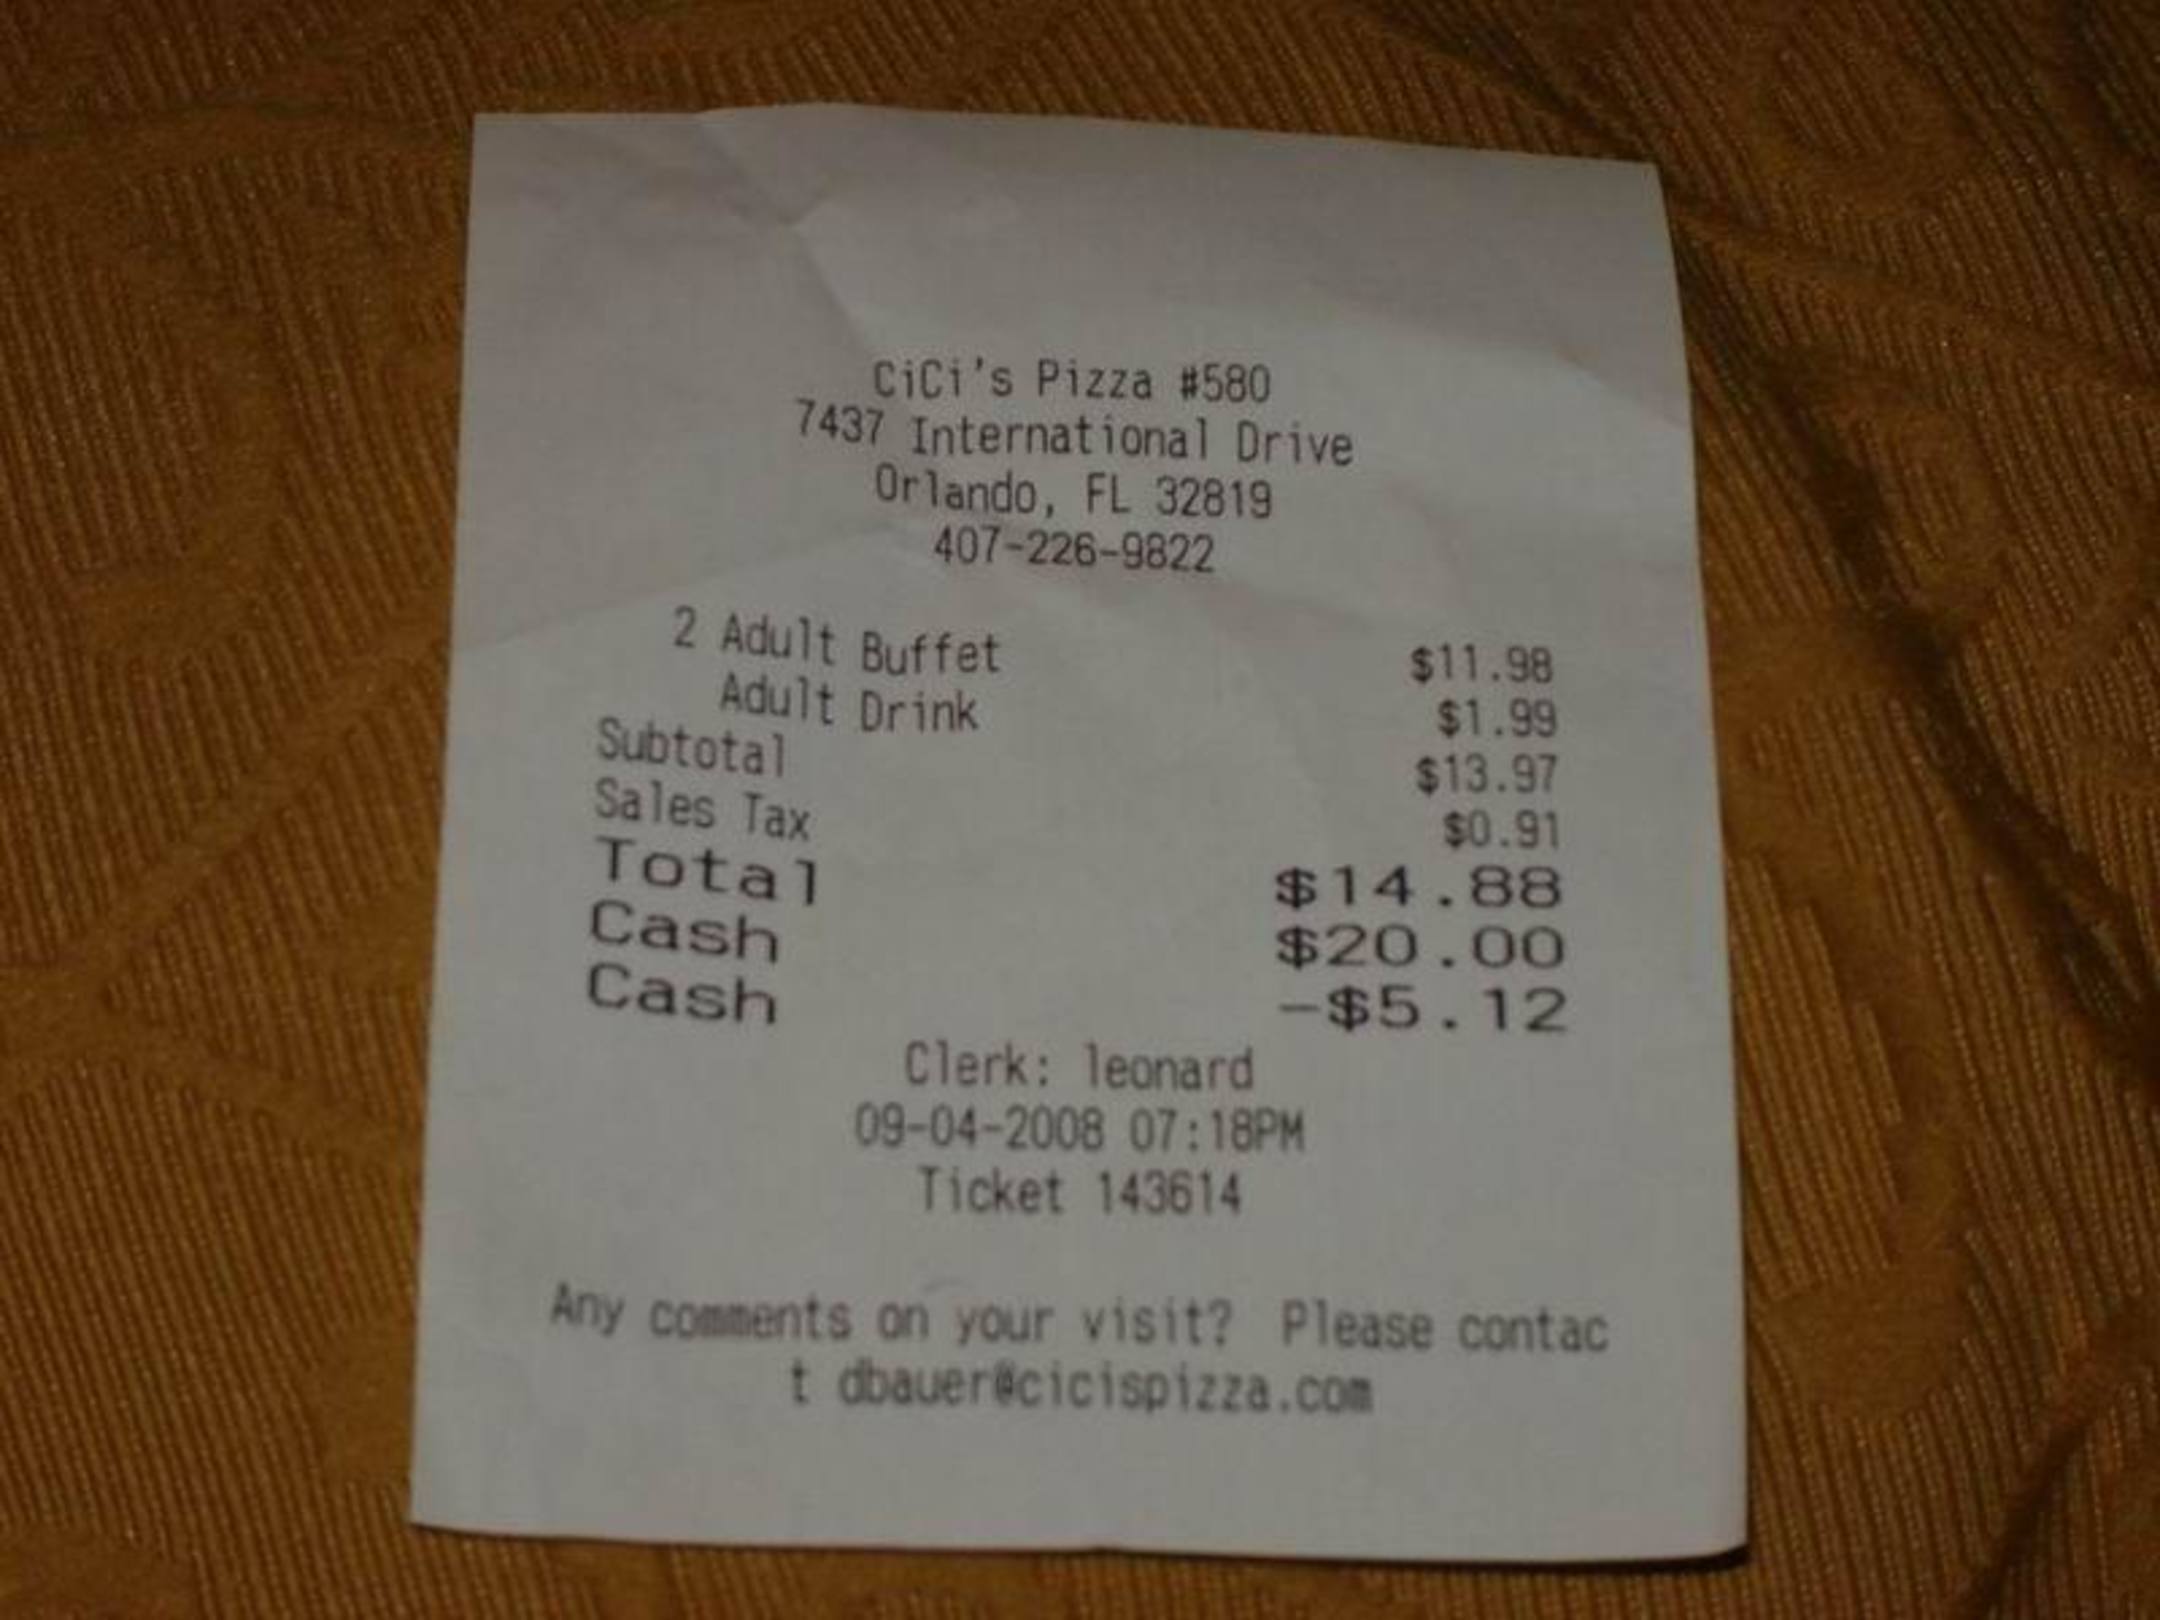 CiCi's Pizza #580
7437 International Drive
Orlando, FL 32819
407-226-9822
2 Adult Buffet $11.98
Adult Drink $1.99
Subtotal $13.97
Sales Tax $0.91
Total $14.88
Cash $20.00
Cash -$5.12
Clerk: leonard
09-04-2008 07:18PM
Ticket 143614
Any comments on your visit?  Please contac
t dbauer@cicispizza.com